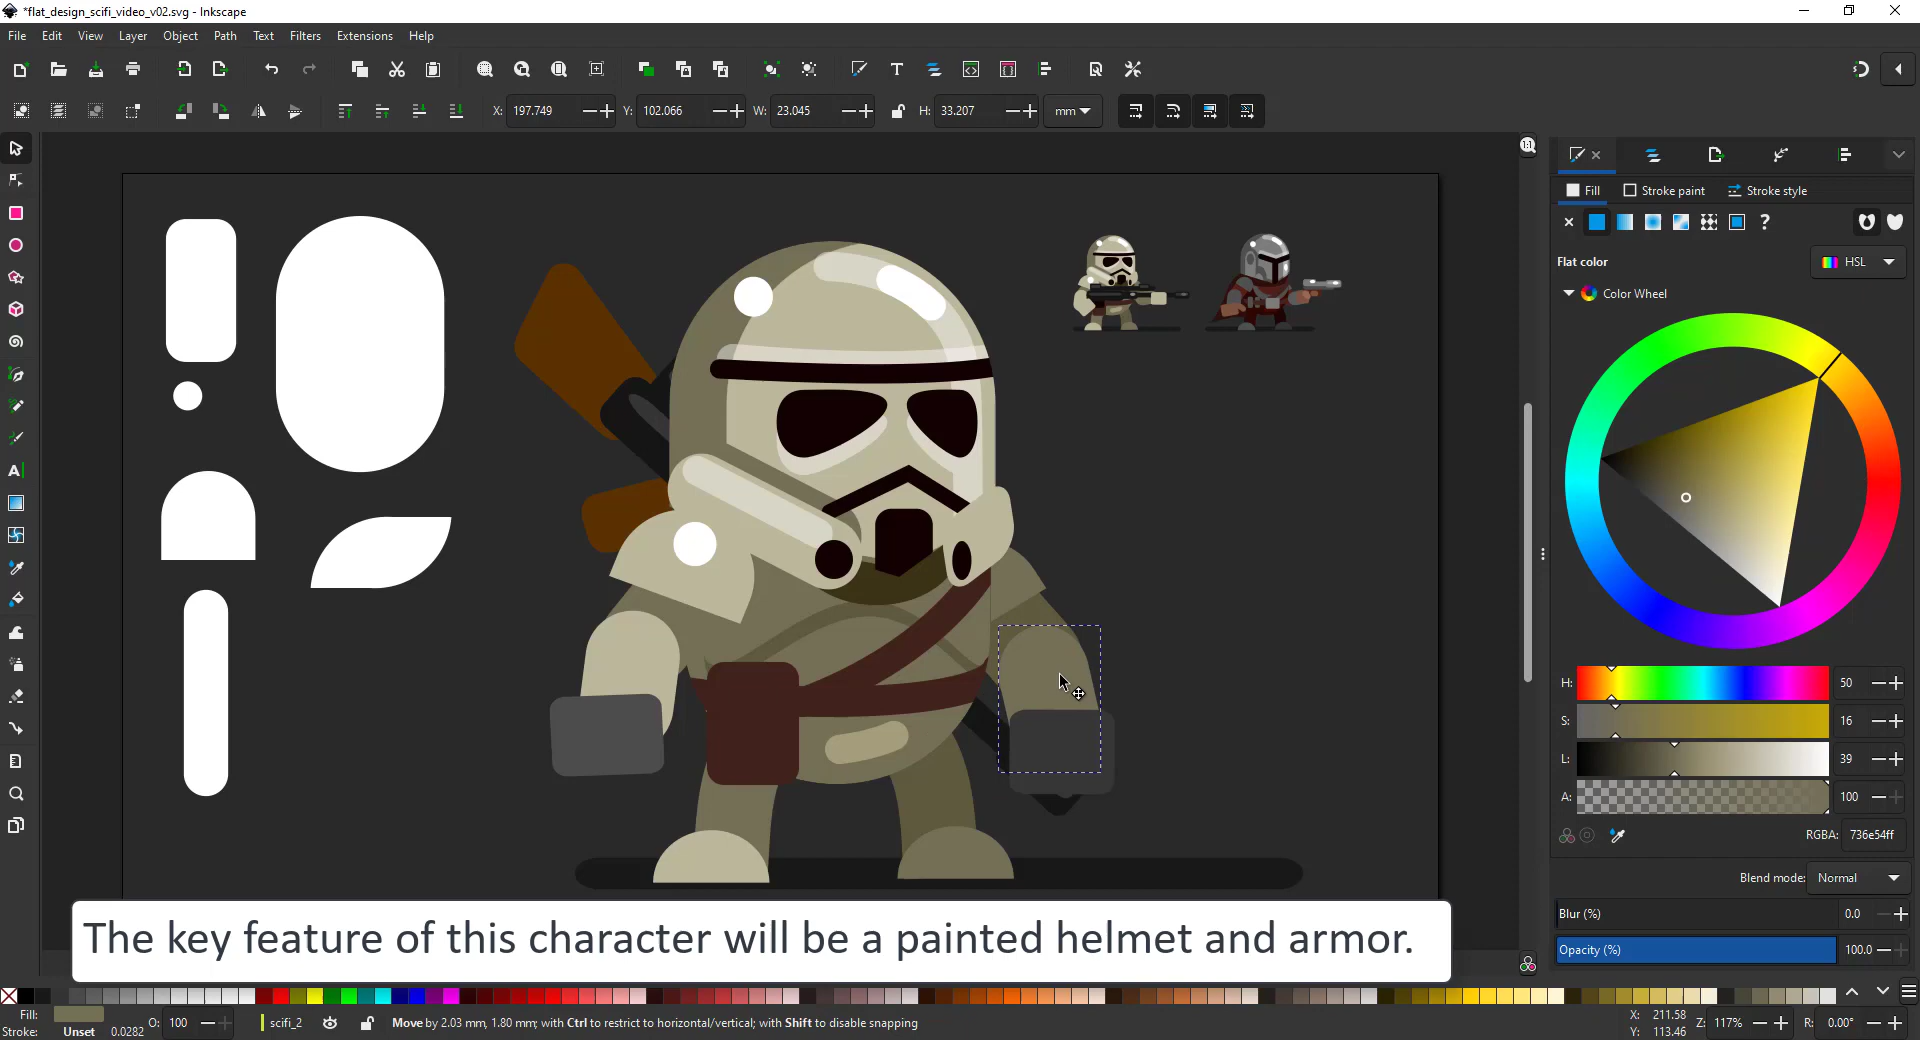 *flat_design_scifi_video_v02.svg - Inkscape
File Edit View Layer Object Path Text Filters Extensions Help
X: 197.749 Y: 102.066 W: 23.045 H: 33.207 mm
1:1
Fill Stroke paint Stroke style
?
Flat color HSL
Color Wheel
H: 50
S: 16
L: 39
A: 100
RGBA: 736e54ff
Blend mode: Normal
Blur (%) 0.0
Opacity (%) 100.0
The key feature of this character will be a painted helmet and armor.
Fill:
Stroke: Unset 0.0282 O: 100 scifi_2 Move by 2.03 mm, 1.80 mm; with Ctrl to restrict to horizontal/vertical; with Shift to disable snapping
X: 211.58
Y: 113.46
Z: 117% R: 0.00°